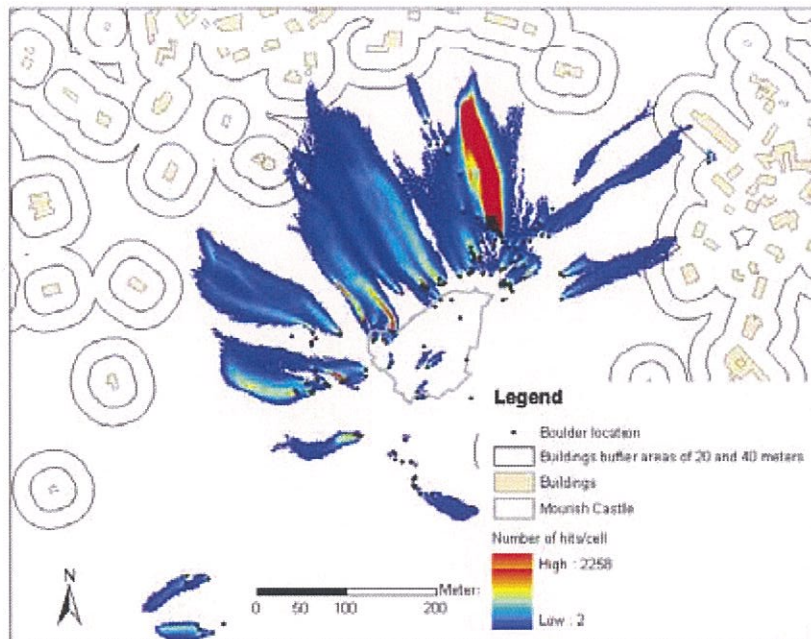 Legend
Boulder location
Buildings buffer areas of 20 and 40 meters
Buildings
Mourish Castle
Number of hits/cell
High : 2258
Low : 2
N
Meter:
0 50 100 200